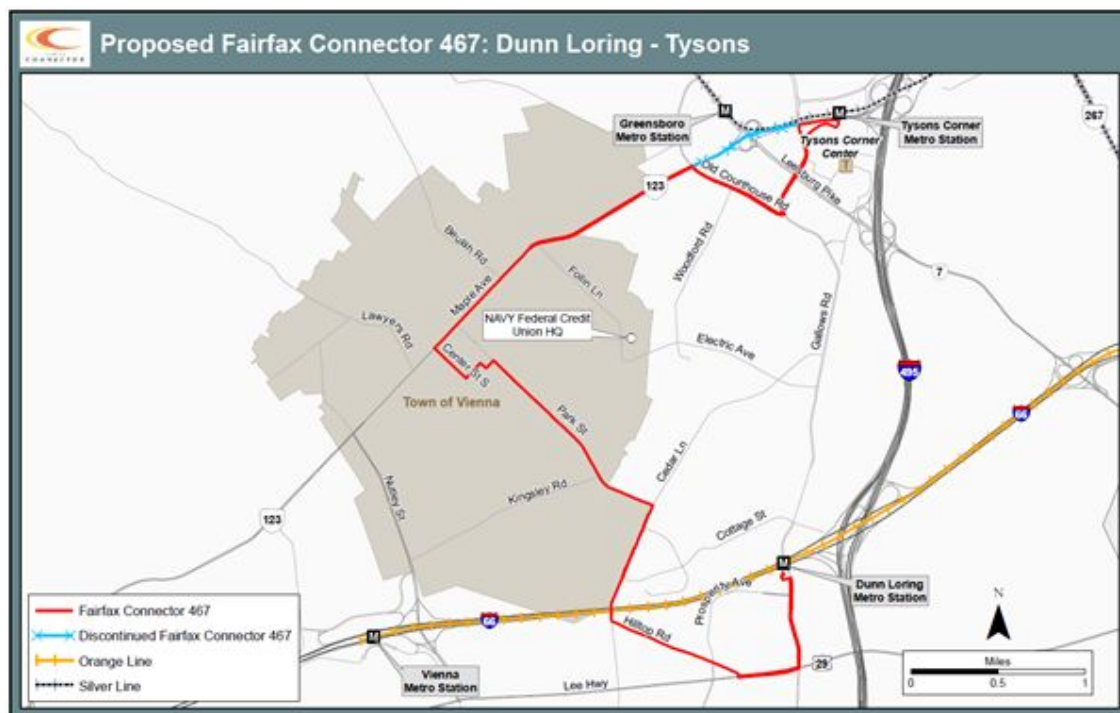 CONNECTOR
Proposed Fairfax Connector 467: Dunn Loring - Tysons
Greensboro
Metro Station
M
M
Tysons Corner
Metro Station
267
Tysons Corner
Center
T
123
Old Courthouse Rd
Leesburg Pike
Beulah Rd
Woodford Rd
7
Maple Ave
Follin Ln
Lawyers Rd
NAVY Federal Credit
Union HQ
Electric Ave
Gallows Rd
495
Center St S
Town of Vienna
Park St
66
Cedar Ln
Nutley St
Kingsley Rd
123
Cottage St
M
Dunn Loring
Metro Station
Prosperity Ave
N
66
Hilltop Rd
M
Vienna
Metro Station
Lee Hwy
29
Fairfax Connector 467
Discontinued Fairfax Connector 467
Orange Line
Silver Line
Miles
0 0.5 1